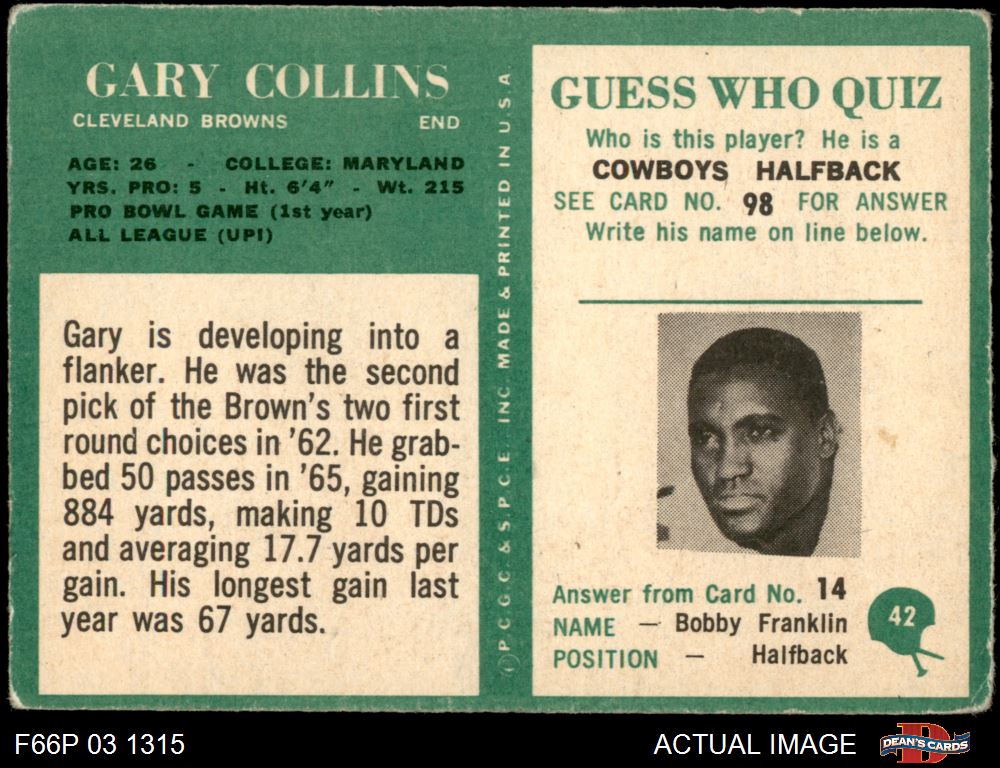 GARY COLLINS
CLEVELAND BROWNS END
AGE: 26 - COLLEGE: MARYLAND
YRS. PRO: 5 - Ht. 6'4" - Wt. 215
PRO BOWL GAME (1st year)
ALL LEAGUE (UPI)
Gary is developing into a
flanker. He was the second
pick of the Brown's two first
round choices in '62. He grab-
bed 50 passes in '65, gaining
884 yards, making 10 TDs
and averaging 17.7 yards per
gain. His longest gain last
year was 67 yards.
Ⓒ P.C.G.C. & S.P.C.E. INC. MADE & PRINTED IN U.S.A.
GUESS WHO QUIZ
Who is this player? He is a
COWBOYS HALFBACK
SEE CARD NO. 98 FOR ANSWER
Write his name on line below.
Answer from Card No. 14
NAME — Bobby Franklin
POSITION — Halfback
42
F66P 03 1315
ACTUAL IMAGE
D
DEAN'S CARDS